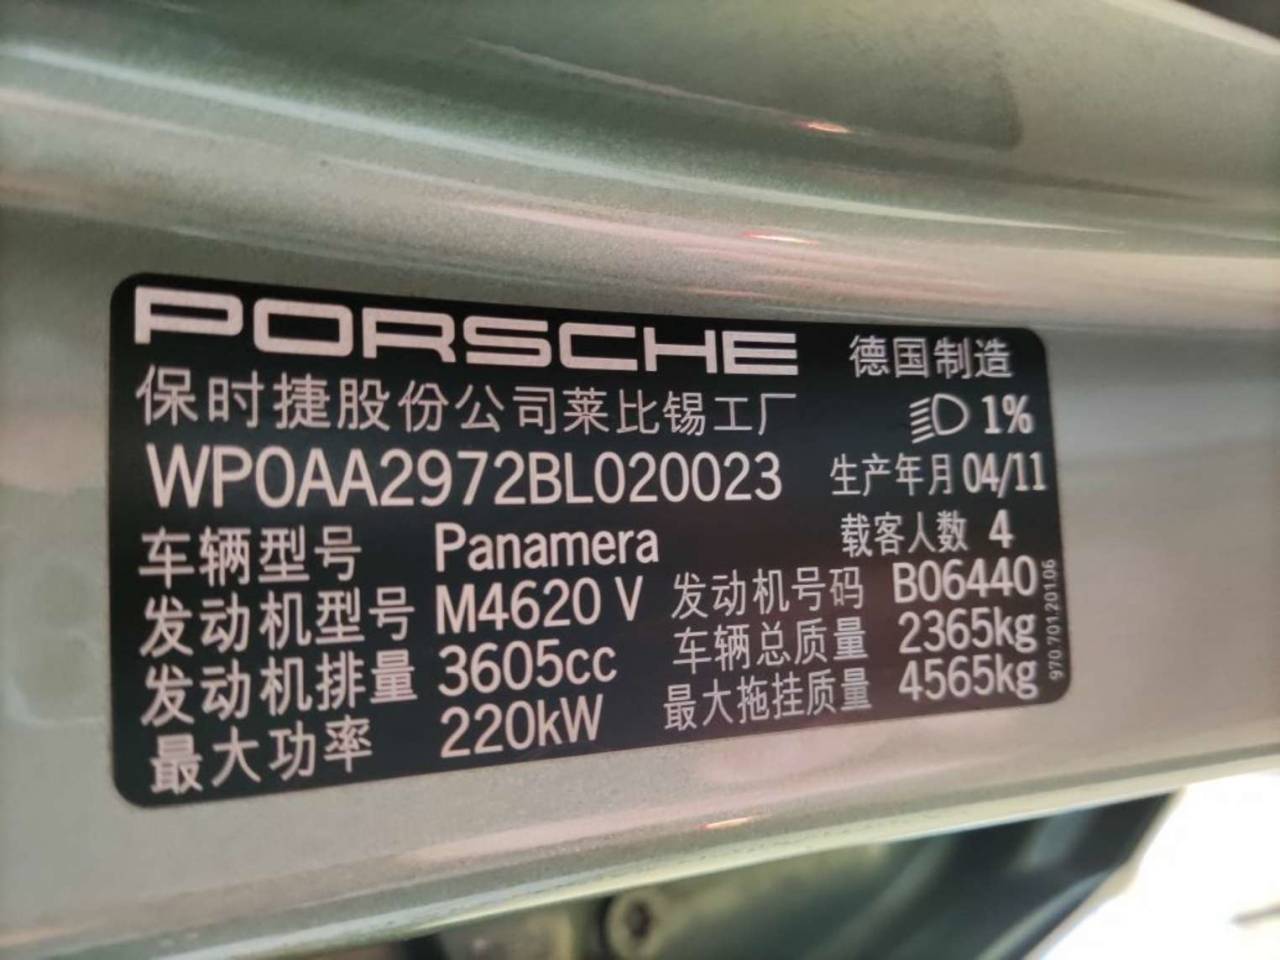 PORSCHE 德国制造
保时捷股份公司莱比锡工厂 1%
WP0AA2972BL020023 生产年月 04/11
车辆型号 Panamera 载客人数 4
发动机型号 M4620 V 发动机号码 B06440
发动机排量 3605cc 车辆总质量 2365kg
最大功率 220kW 最大拖挂质量 4565kg
970.701.201.06